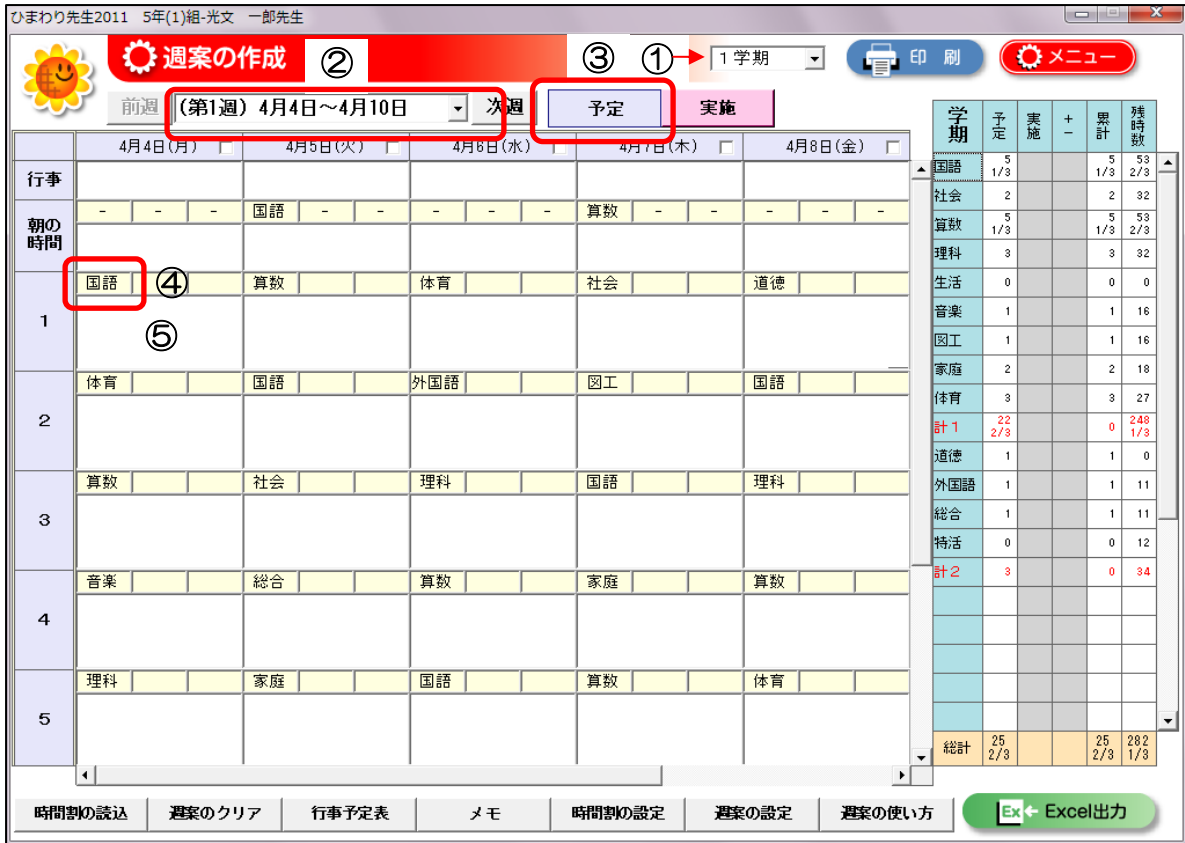 ひまわり先生2011 5年(1)組-光文 一郎先生
週案の作成 ② ③ ① 1学期 印 刷 メニュー
前週 (第1週) 4月4日～4月10日 次週 予定 実施
4月4日(月) 4月5日(火) 4月6日(水) 4月7日(木) 4月8日(金)
行事
朝の時間 - - - 国語 - - - - - 算数 - - - - -
1 国語 ④ 算数 体育 社会 道徳
⑤
2 体育 国語 外国語 図工 国語
3 算数 社会 理科 国語 理科
4 音楽 総合 算数 家庭 算数
5 理科 家庭 国語 算数 体育
学期 予定 実施 +- 累計 残時数
国語 5 1/3 5 1/3 53 2/3
社会 2 2 32
算数 5 1/3 5 1/3 53 2/3
理科 3 3 32
生活 0 0 0
音楽 1 1 16
図工 1 1 16
家庭 2 2 18
体育 3 3 27
計1 22 2/3 0 248 1/3
道徳 1 1 0
外国語 1 1 11
総合 1 1 11
特活 0 0 12
計2 3 0 34
総計 25 2/3 25 2/3 282 1/3
時間割の読込 週案のクリア 行事予定表 メモ 時間割の設定 週案の設定 週案の使い方 Ex Excel出力